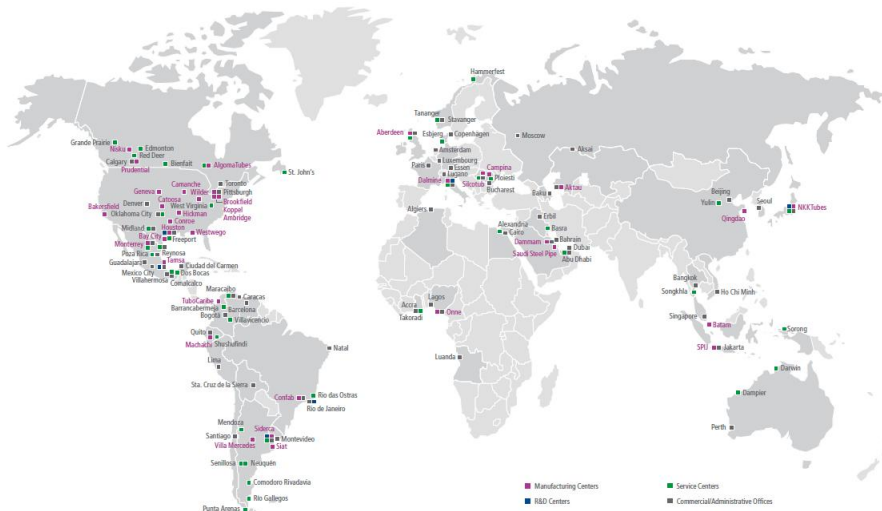 Hammerfest
Tananger
Stavanger
Aberdeen
Esbjerg
Copenhagen
Moscow
Amsterdam
Aksai
Grande Prairie
Edmonton
Nisku
Red Deer
Calgary
Bienfait
AlgomaTubes
Prudential
St. John's
Luxembourg
Paris
Essen
Campina
Lugano
Dalmine
Ploiesti
Silcotub
Bucharest
Baku
Aktau
Comanche
Toronto
Geneva
Wilder
Pittsburgh
Denver
Catoosa
Brookfield
West Virginia
Koppel
Bakersfield
Oklahoma City
Hickman
Ambridge
Midland
Conroe
Houston
Westwego
Bay City
Freeport
Monterrey
Reynosa
Poza Rica
Tamsa
Guadalajara
Ciudad del Carmen
Mexico City
Dos Bocas
Villahermosa
Comalcalco
Algiers
Alexandria
Cairo
Erbil
Basra
Dammam
Bahrain
Saudi Steel Pipe
Dubai
Abu Dhabi
Beijing
Yulin
Seoul
NKKTubes
Qingdao
Maracaibo
Caracas
TuboCaribe
Barrancabermeja
Barcelona
Bogotá
Villavicencio
Quito
Machachi
Shushufindi
Lima
Natal
Accra
Lagos
Takoradi
Onne
Luanda
Bangkok
Songkhla
Ho Chi Minh
Singapore
Batam
Sorong
SPIJ
Jakarta
Darwin
Dampier
Perth
Sta. Cruz de la Sierra
Confab
Rio das Ostras
Rio de Janeiro
Mendoza
Siderca
Santiago
Montevideo
Villa Mercedes
Siat
Senillosa
Neuquén
Comodoro Rivadavia
Río Gallegos
Punta Arenas
Manufacturing Centers
Service Centers
R&D Centers
Commercial/Administrative Offices